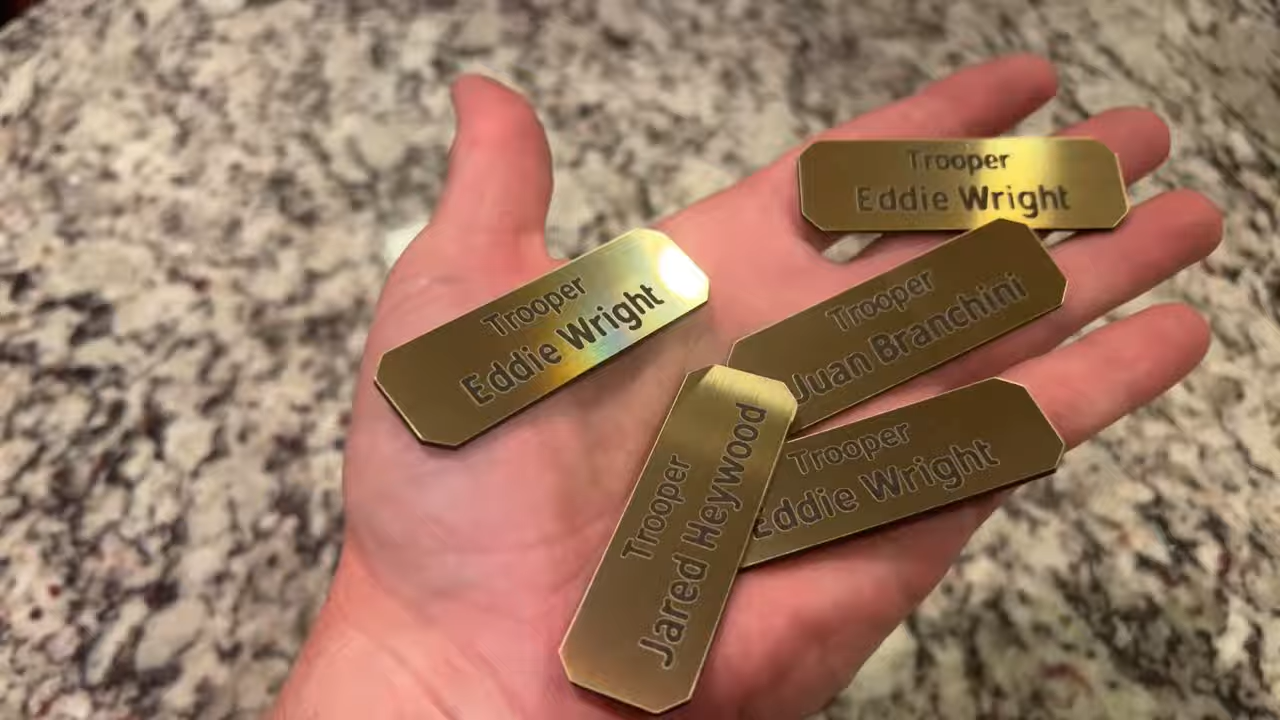 Trooper
Eddie Wright
Trooper
Eddie Wright
Trooper
Juan Branchini
Trooper
Eddie Wright
Trooper
Jared Heywood